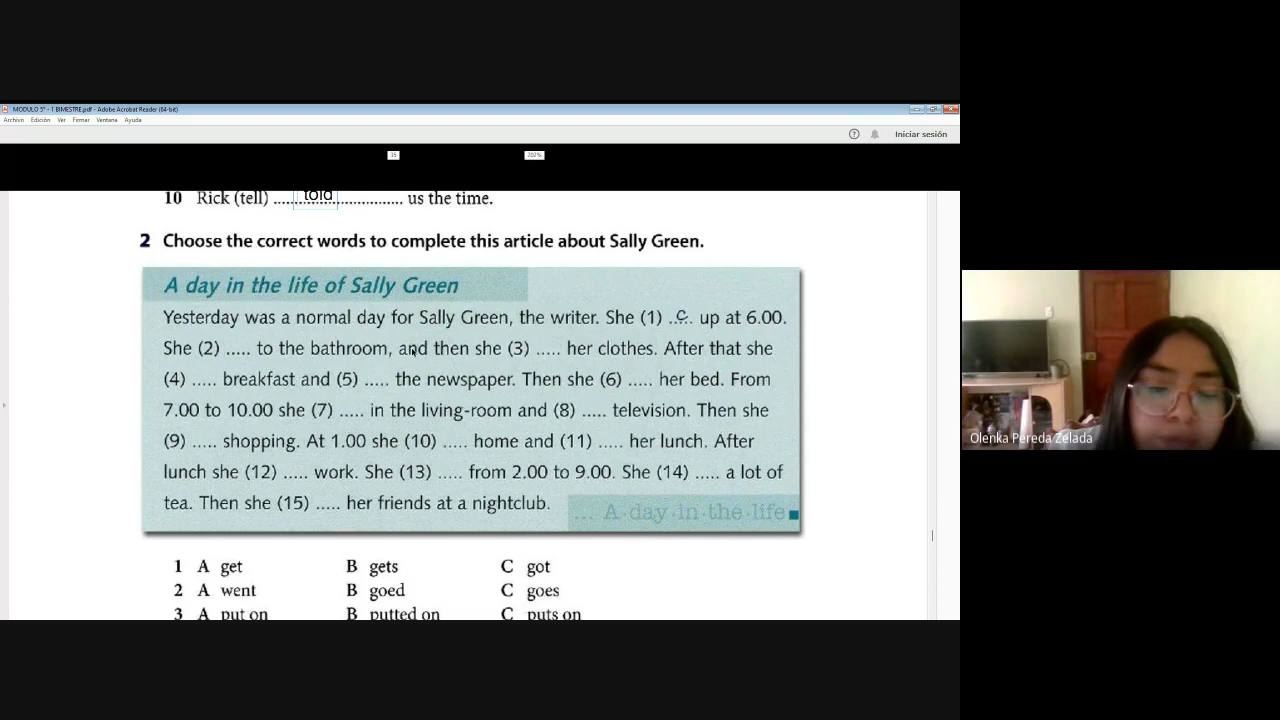 MODULO 5° - 1 BIMESTRE.pdf - Adobe Acrobat Reader (64-bit)
Archivo Edición Ver Firmar Ventana Ayuda
Iniciar sesión
35 202%
10 Rick (tell) ...told... us the time.
2 Choose the correct words to complete this article about Sally Green.
A day in the life of Sally Green
Yesterday was a normal day for Sally Green, the writer. She (1) ..c.. up at 6.00.
She (2) ..... to the bathroom, and then she (3) ..... her clothes. After that she
(4) ..... breakfast and (5) ..... the newspaper. Then she (6) ..... her bed. From
7.00 to 10.00 she (7) ..... in the living-room and (8) ..... television. Then she
(9) ..... shopping. At 1.00 she (10) ..... home and (11) ..... her lunch. After
lunch she (12) ..... work. She (13) ..... from 2.00 to 9.00. She (14) ..... a lot of
tea. Then she (15) ..... her friends at a nightclub.
... A·day·in·the·life
1 A get B gets C got
2 A went B goed C goes
3 A put on B putted on C puts on
Olenka Pereda Zelada